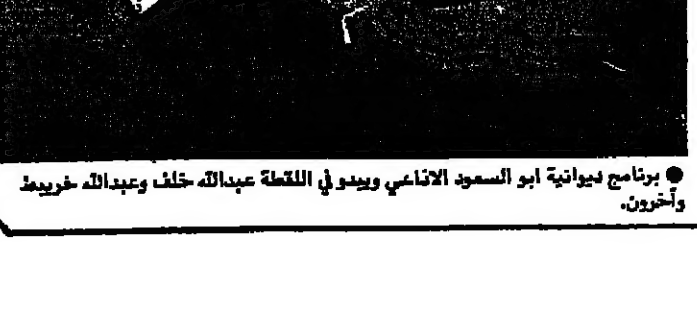 ● برنامج ديوانية ابو السعود الاذاعي ويبدو في اللقطة عبدالله خلف وعبدالله خريبط
وآخرون.